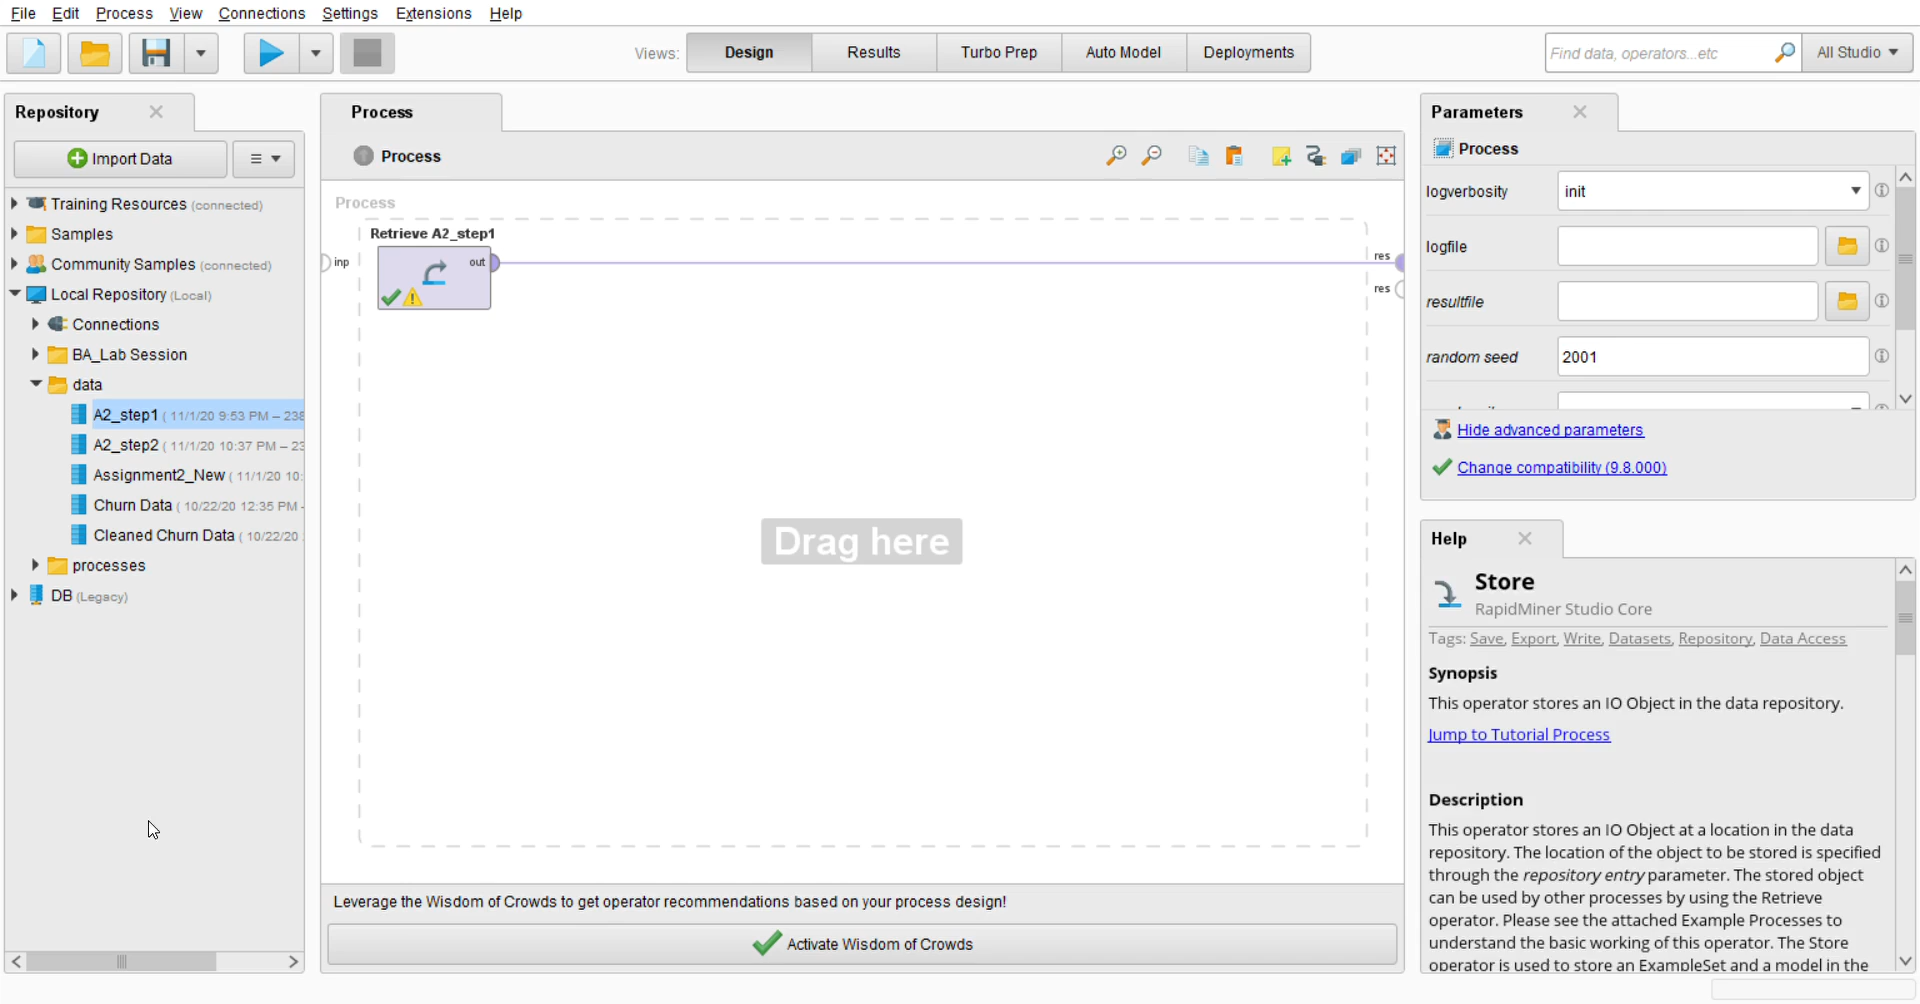 File Edit Process View Connections Settings Extensions Help
Views: Design Results Turbo Prep Auto Model Deployments
Find data, operators...etc All Studio
Repository
Import Data
Training Resources (connected)
Samples
Community Samples (connected)
Local Repository (Local)
Connections
BA_Lab Session
data
A2_step1 ( 11/1/20 9:53 PM – 238
A2_step2 ( 11/1/20 10:37 PM – 23
Assignment2_New ( 11/1/20 10:
Churn Data ( 10/22/20 12:35 PM -
Cleaned Churn Data ( 10/22/20
processes
DB (Legacy)
Process
Process
Process
Retrieve A2_step1
inp
out
res
res
Drag here
Leverage the Wisdom of Crowds to get operator recommendations based on your process design!
Activate Wisdom of Crowds
Parameters
Process
logverbosity init
logfile
resultfile
random seed 2001
Hide advanced parameters
Change compatibility (9.8.000)
Help
Store
RapidMiner Studio Core
Tags: Save, Export, Write, Datasets, Repository, Data Access
Synopsis
This operator stores an IO Object in the data repository.
Jump to Tutorial Process
Description
This operator stores an IO Object at a location in the data
repository. The location of the object to be stored is specified
through the repository entry parameter. The stored object
can be used by other processes by using the Retrieve
operator. Please see the attached Example Processes to
understand the basic working of this operator. The Store
operator is used to store an ExampleSet and a model in the